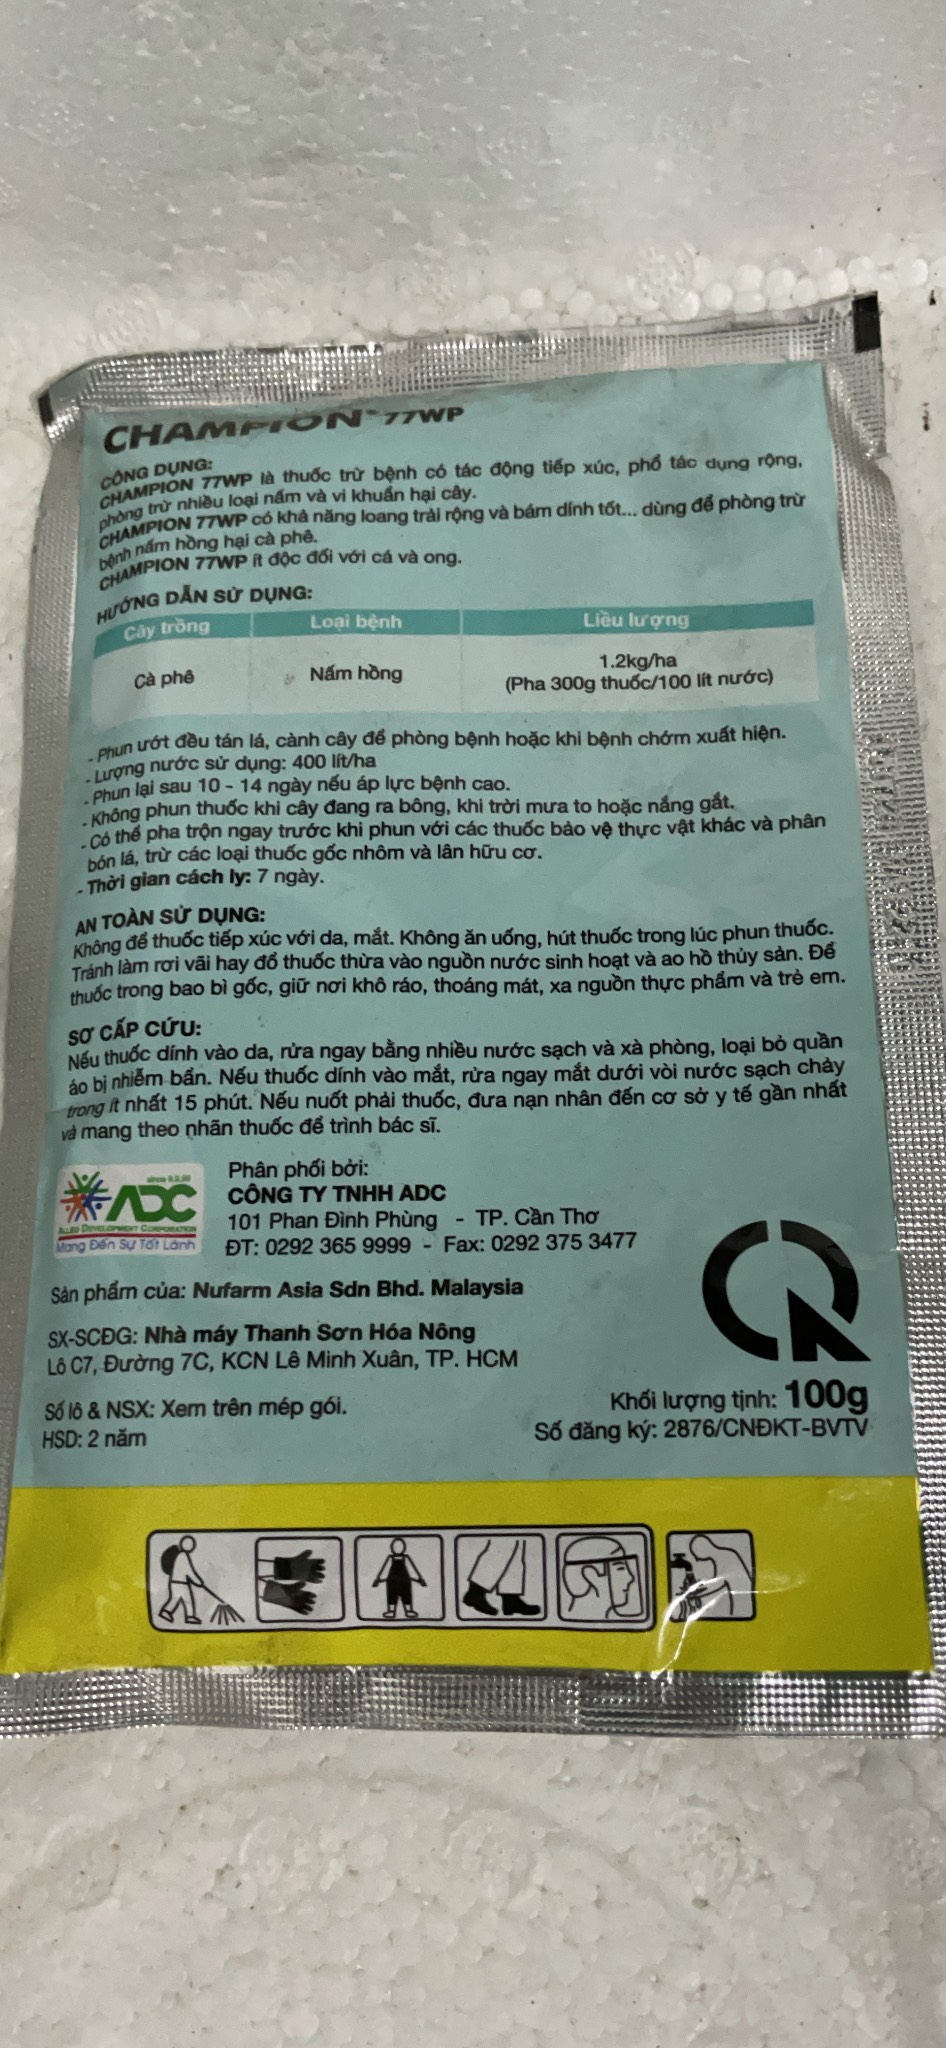 CHAMPION® 77WP
CÔNG DỤNG:
CHAMPION 77WP là thuốc trừ bệnh có tác động tiếp xúc, phổ tác dụng rộng,
phòng trừ nhiều loại nấm và vi khuẩn hại cây.
CHAMPION 77WP có khả năng loang trải rộng và bám dính tốt... dùng để phòng trừ
bệnh nấm hồng hại cà phê.
CHAMPION 77WP ít độc đối với cá và ong.
HƯỚNG DẪN SỬ DỤNG:
Cây trồng Loại bệnh Liều lượng
Cà phê Nấm hồng 1.2kg/ha
(Pha 300g thuốc/100 lít nước)
- Phun ướt đều tán lá, cành cây để phòng bệnh hoặc khi bệnh chớm xuất hiện.
- Lượng nước sử dụng: 400 lít/ha
- Phun lại sau 10 - 14 ngày nếu áp lực bệnh cao.
- Không phun thuốc khi cây đang ra bông, khi trời mưa to hoặc nắng gắt.
- Có thể pha trộn ngay trước khi phun với các thuốc bảo vệ thực vật khác và phân
bón lá, trừ các loại thuốc gốc nhôm và lân hữu cơ.
- Thời gian cách ly: 7 ngày.
AN TOÀN SỬ DỤNG:
Không để thuốc tiếp xúc với da, mắt. Không ăn uống, hút thuốc trong lúc phun thuốc.
Tránh làm rơi vãi hay đổ thuốc thừa vào nguồn nước sinh hoạt và ao hồ thủy sản. Để
thuốc trong bao bì gốc, giữ nơi khô ráo, thoáng mát, xa nguồn thực phẩm và trẻ em.
SƠ CẤP CỨU:
Nếu thuốc dính vào da, rửa ngay bằng nhiều nước sạch và xà phòng, loại bỏ quần
áo bị nhiễm bẩn. Nếu thuốc dính vào mắt, rửa ngay mắt dưới vòi nước sạch chảy
trong ít nhất 15 phút. Nếu nuốt phải thuốc, đưa nạn nhân đến cơ sở y tế gần nhất
và mang theo nhãn thuốc để trình bác sĩ.
ADC
ALLIED DEVELOPMENT CORPORATION
Mang Đến Sự Tốt Lành
Phân phối bởi:
CÔNG TY TNHH ADC
101 Phan Đình Phùng - TP. Cần Thơ
ĐT: 0292 365 9999 - Fax: 0292 375 3477
Sản phẩm của: Nufarm Asia Sdn Bhd. Malaysia
SX-SCĐG: Nhà máy Thanh Sơn Hóa Nông
Lô C7, Đường 7C, KCN Lê Minh Xuân, TP. HCM
Số lô & NSX: Xem trên mép gói.
HSD: 2 năm
Khối lượng tịnh: 100g
Số đăng ký: 2876/CNĐKT-BVTV